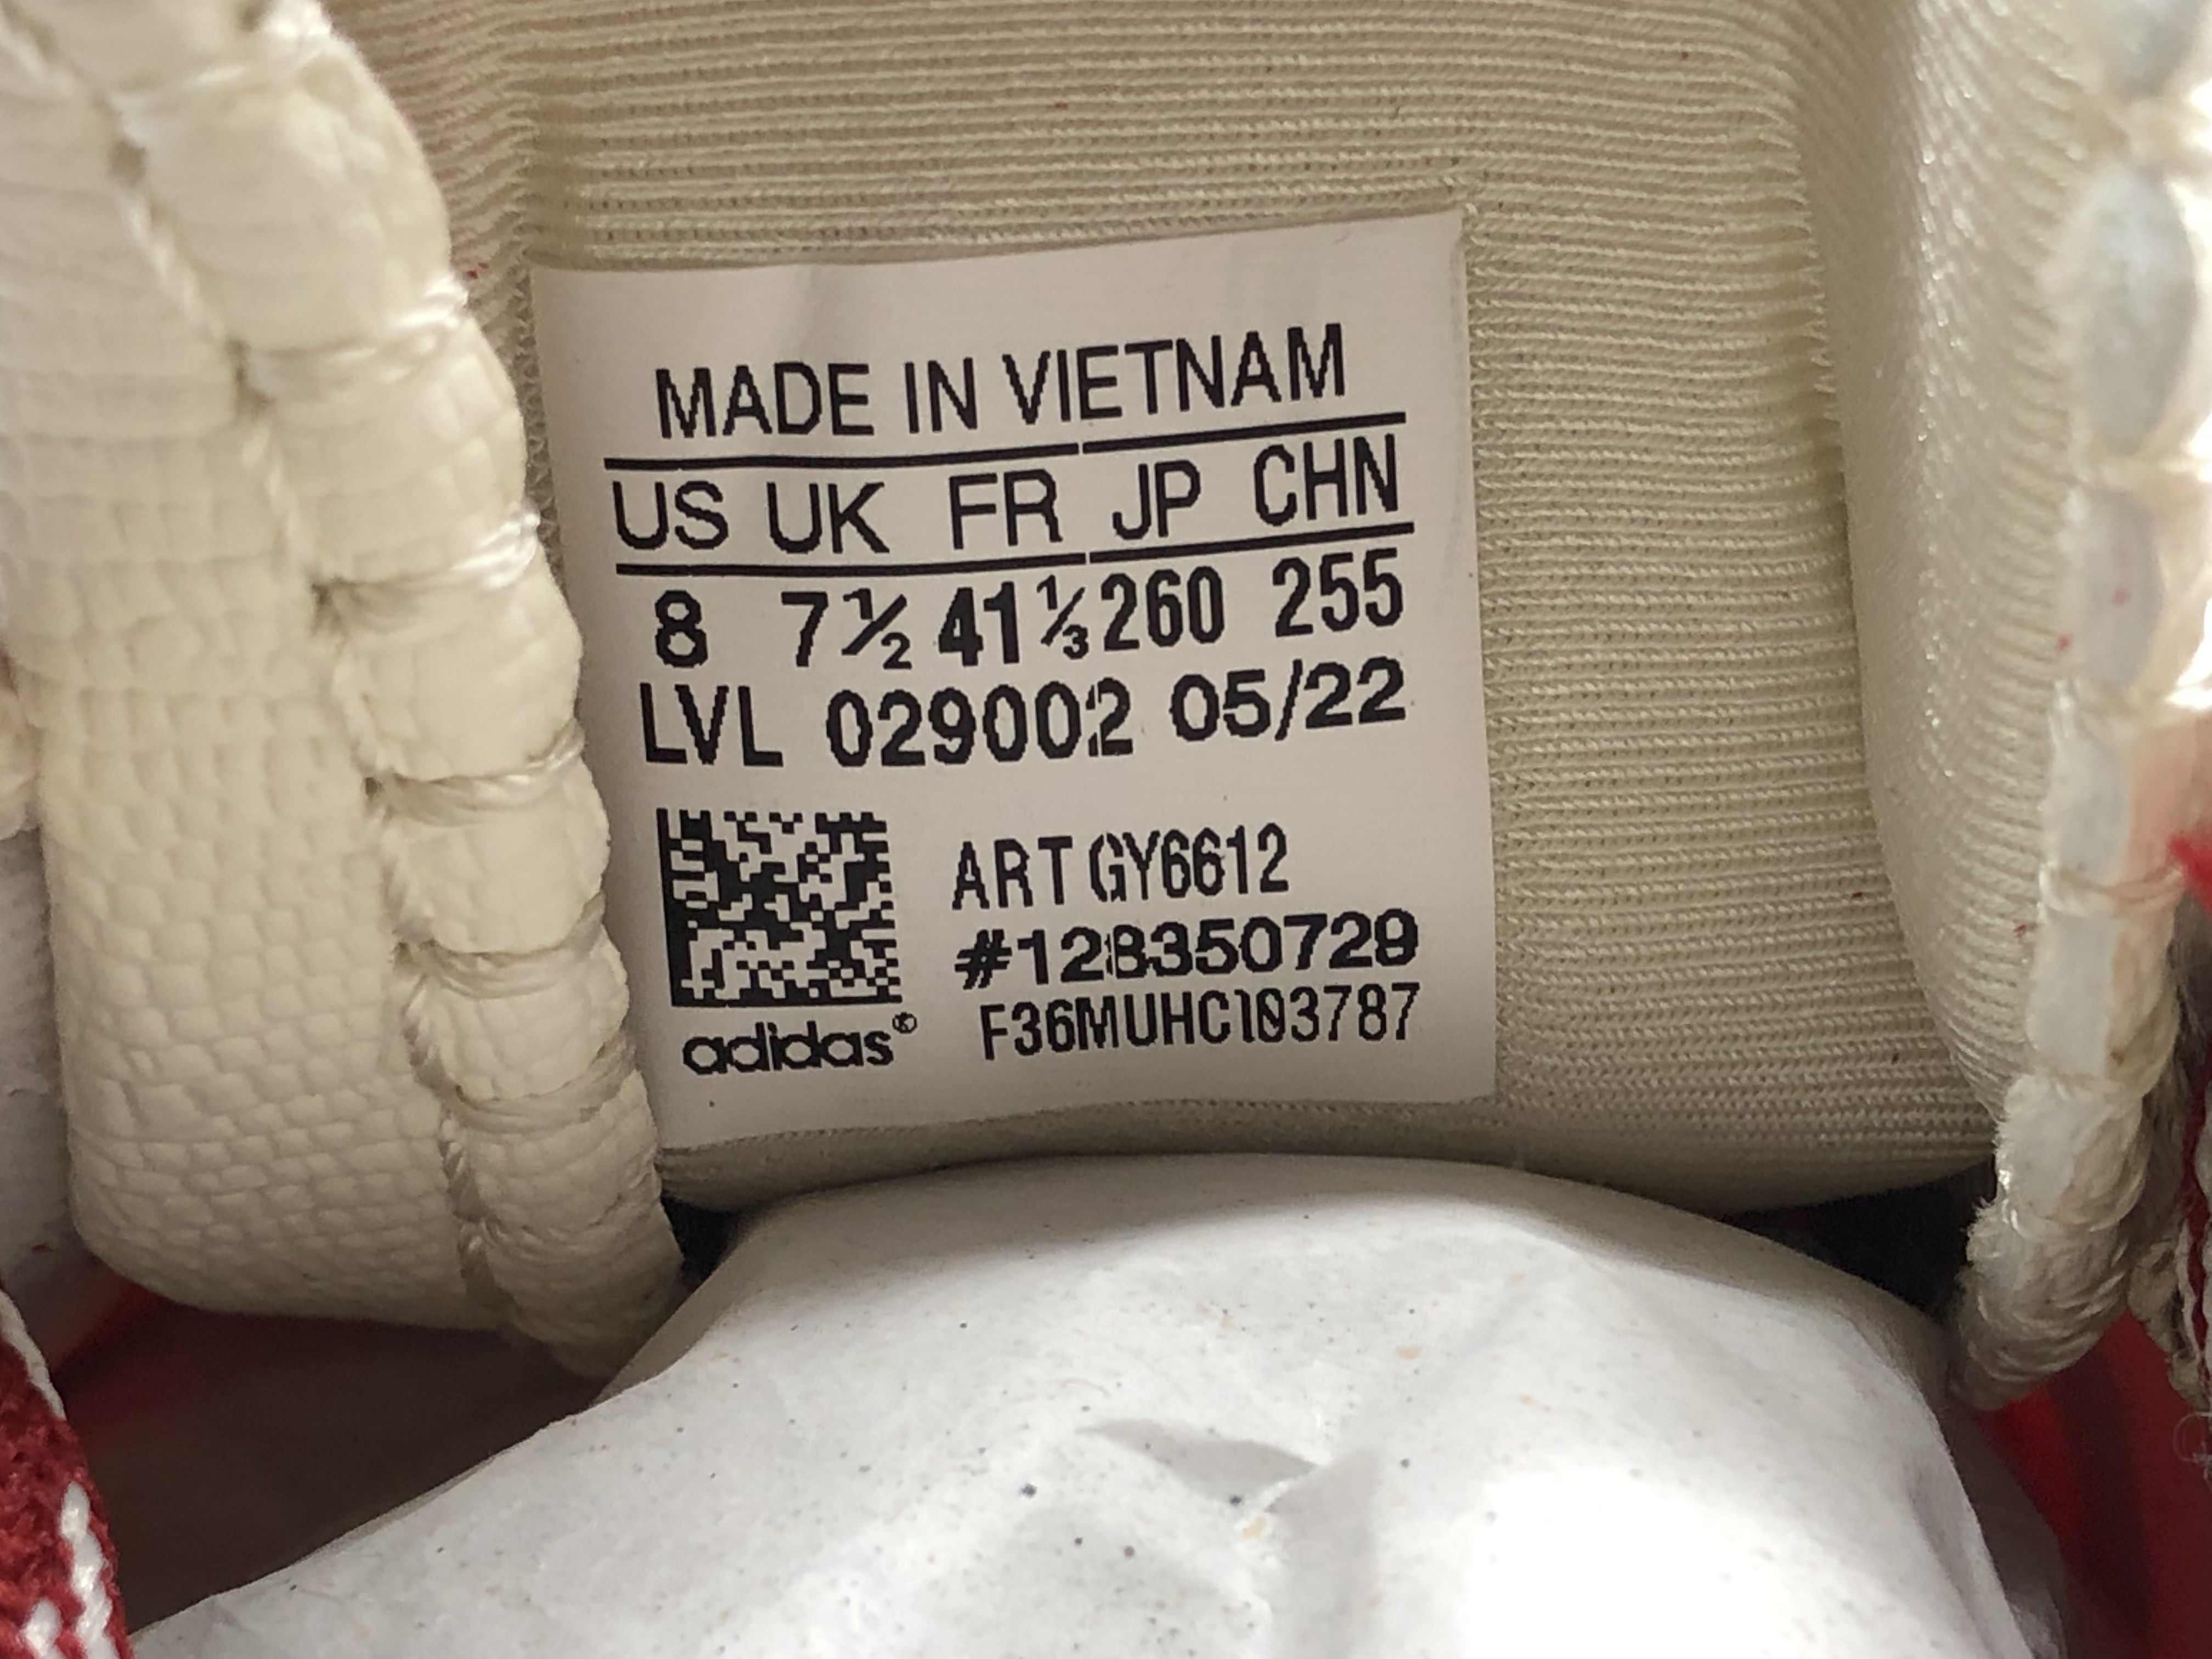 MADE IN VIETNAM
US UK FR JP CHN
8 7½ 41⅓ 260 255
LVL 029002 05/22
ART GY6612
#128350729
F36MUHC103787
adidas®